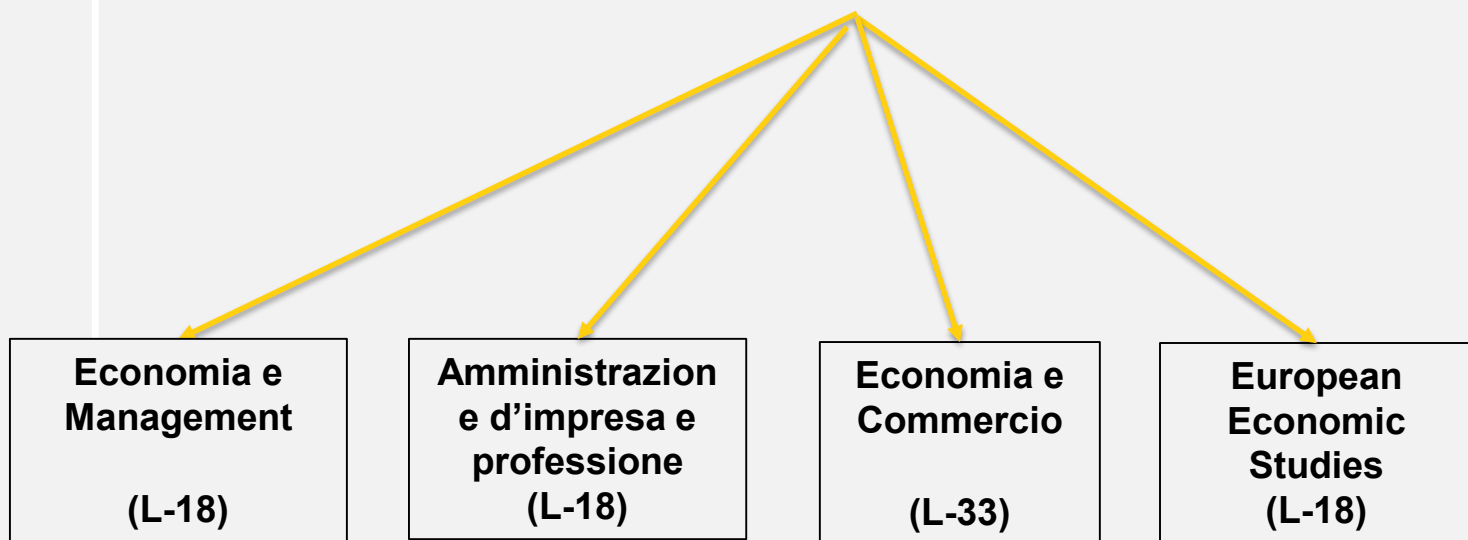 Economia e
Management
(L-18)
Amministrazion
e d’impresa e
professione
(L-18)
Economia e
Commercio
(L-33)
European
Economic
Studies
(L-18)